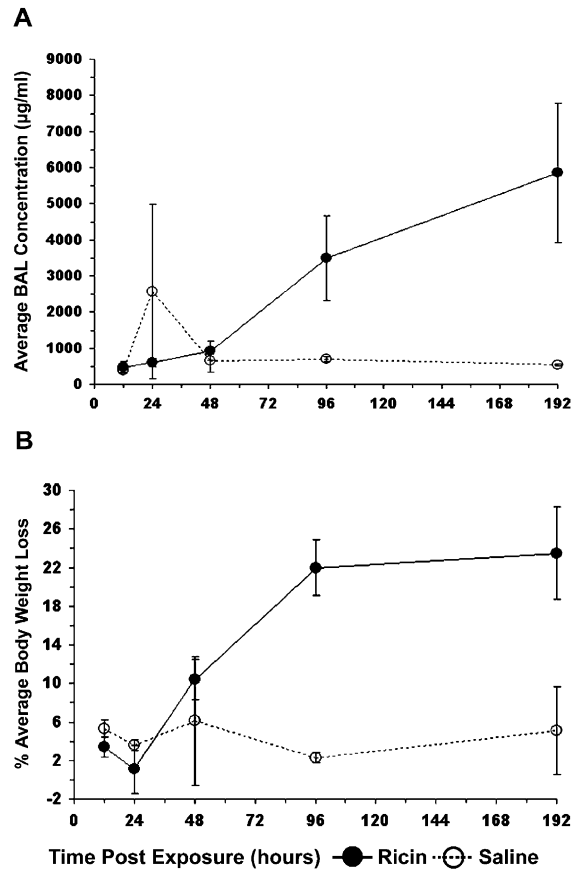 A
Average BAL Concentration (µg/ml)
9000
8000
7000
6000
5000
4000
3000
2000
1000
0
0 24 48 72 96 120 144 168 192
B
% Average Body Weight Loss
30
26
22
18
14
10
6
2
-2
0 24 48 72 96 120 144 168 192
Time Post Exposure (hours) Ricin Saline